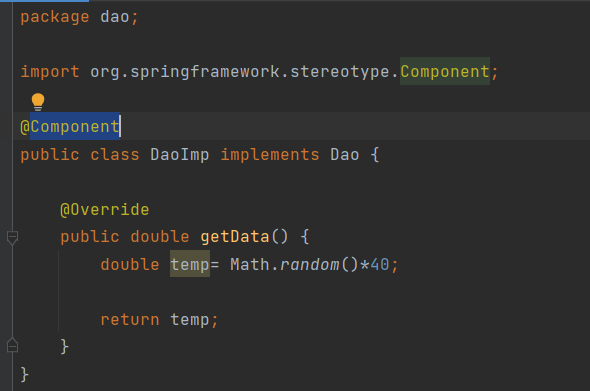 package dao;
import org.springframework.stereotype.Component;
@Component
public class DaoImp implements Dao {
@Override
public double getData() {
double temp= Math.random()*40;
return temp;
}
}